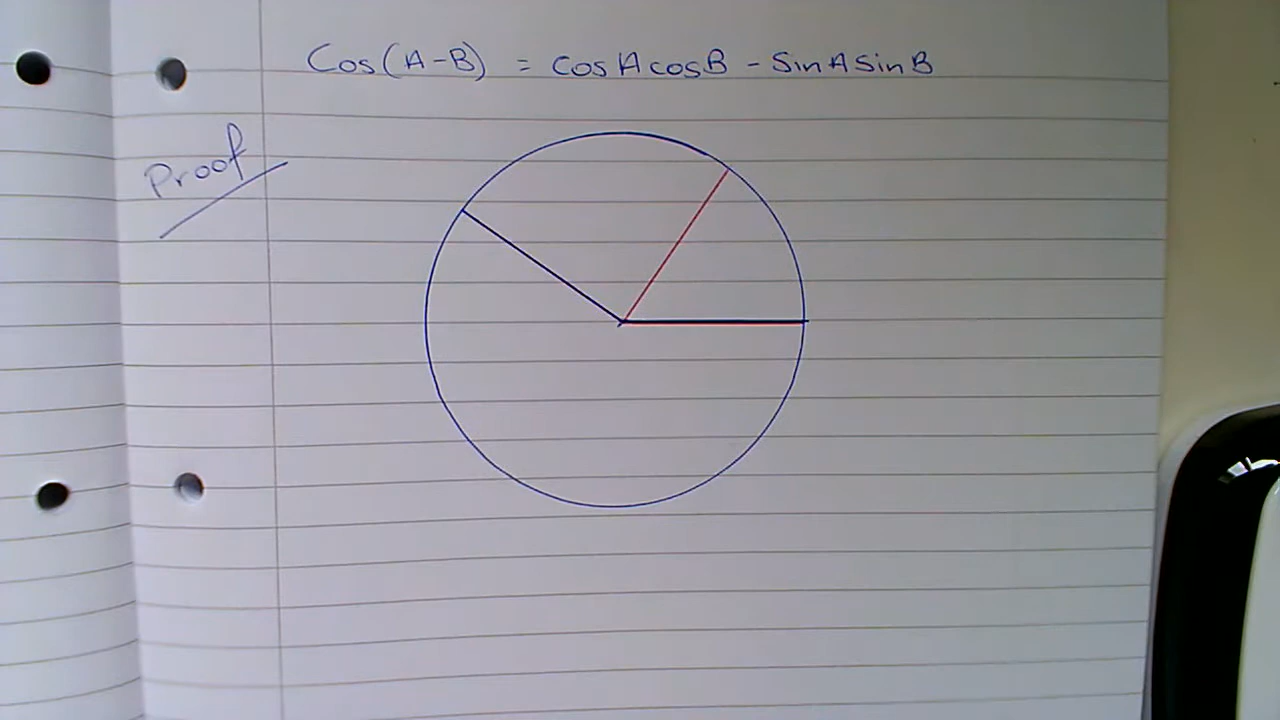 Cos(A-B) = cosAcosB - SinASinB
Proof